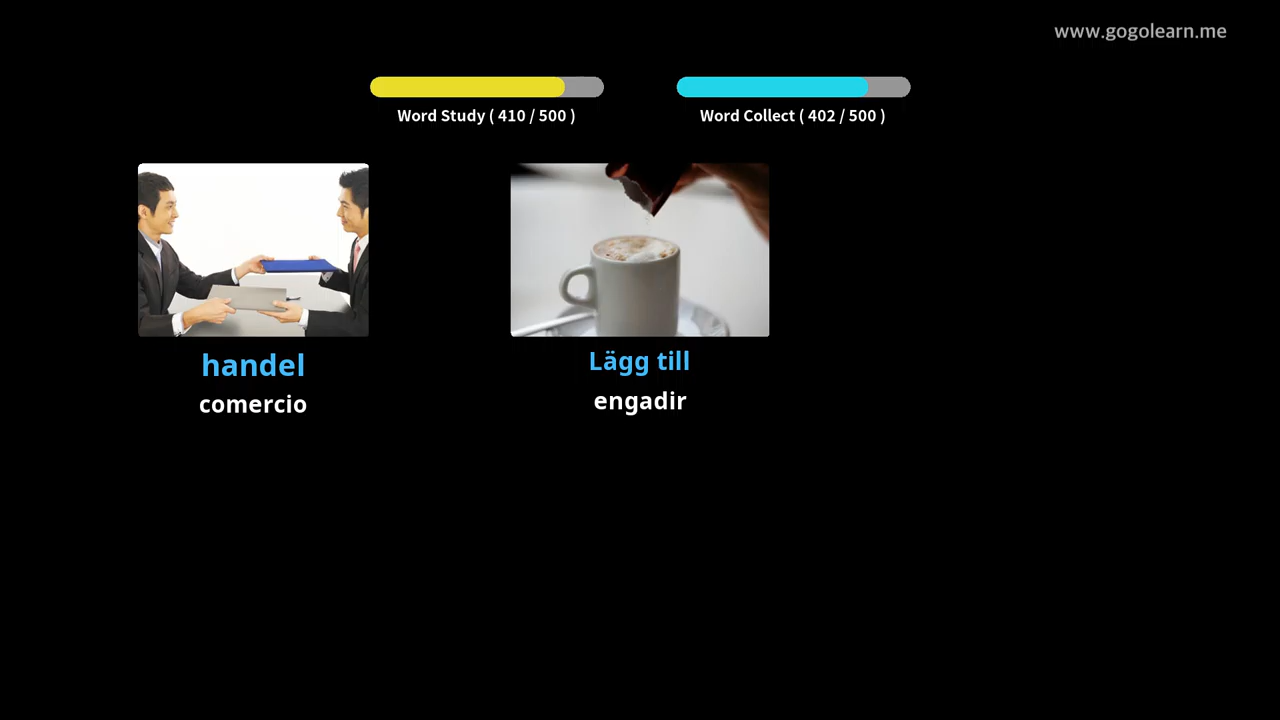 www.gogolearn.me
Word Study ( 410 / 500 )
Word Collect ( 402 / 500 )
handel
comercio
Lägg till
engadir